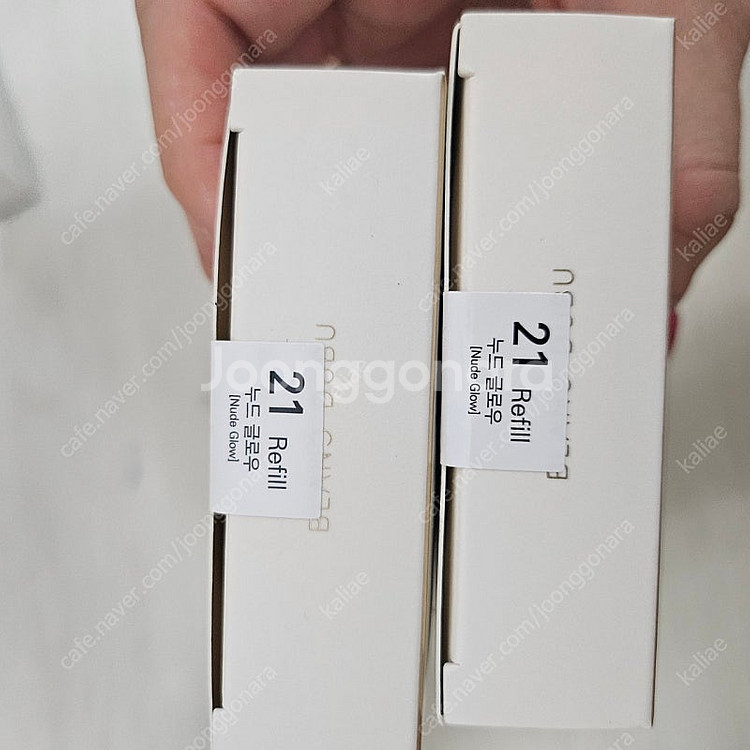 21 Refill
누드 글로우
[Nude Glow]
21 Refill
누드 글로우
[Nude Glow]
Joonggonara
cafe.naver.com/joonggonara
kaliae